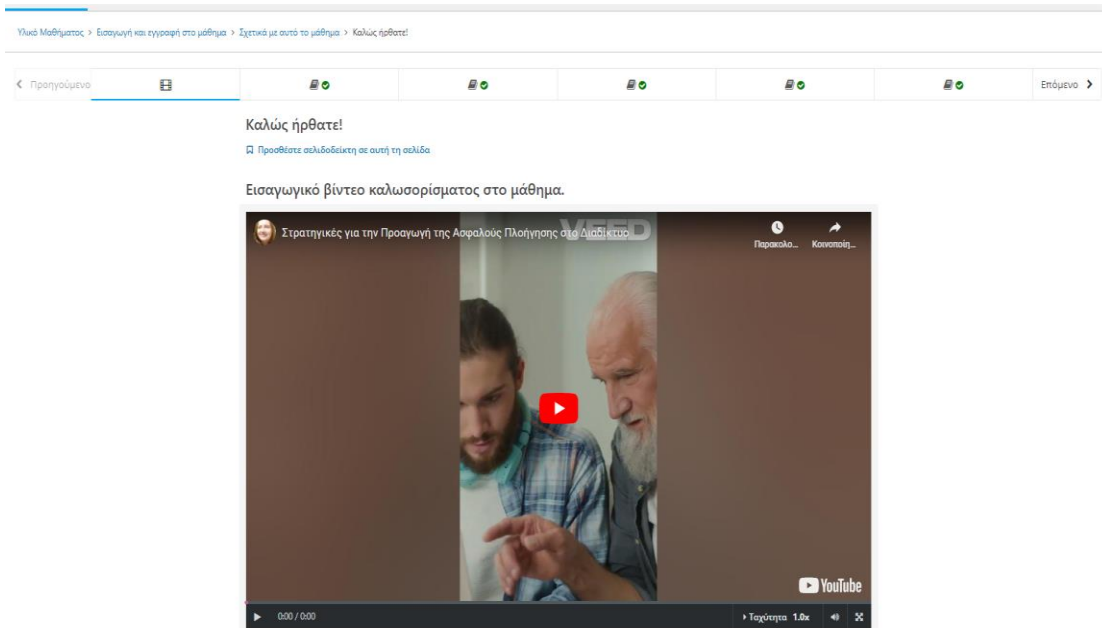 Υλικό Μαθήματος > Εισαγωγή και εγγραφή στο μάθημα > Σχετικά με αυτό το μάθημα > Καλώς ήρθατε!
Προηγούμενο
Επόμενο
Καλώς ήρθατε!
Προσθέστε σελιδοδείκτη σε αυτή τη σελίδα
Εισαγωγικό βίντεο καλωσορίσματος στο μάθημα.
VEED
Στρατηγικές για την Προαγωγή της Ασφαλούς Πλοήγησης στο Διαδίκτυο
Παρακολο... Κοινοποίη...
YouTube
0:00 / 0:00 Ταχύτητα 1.0x